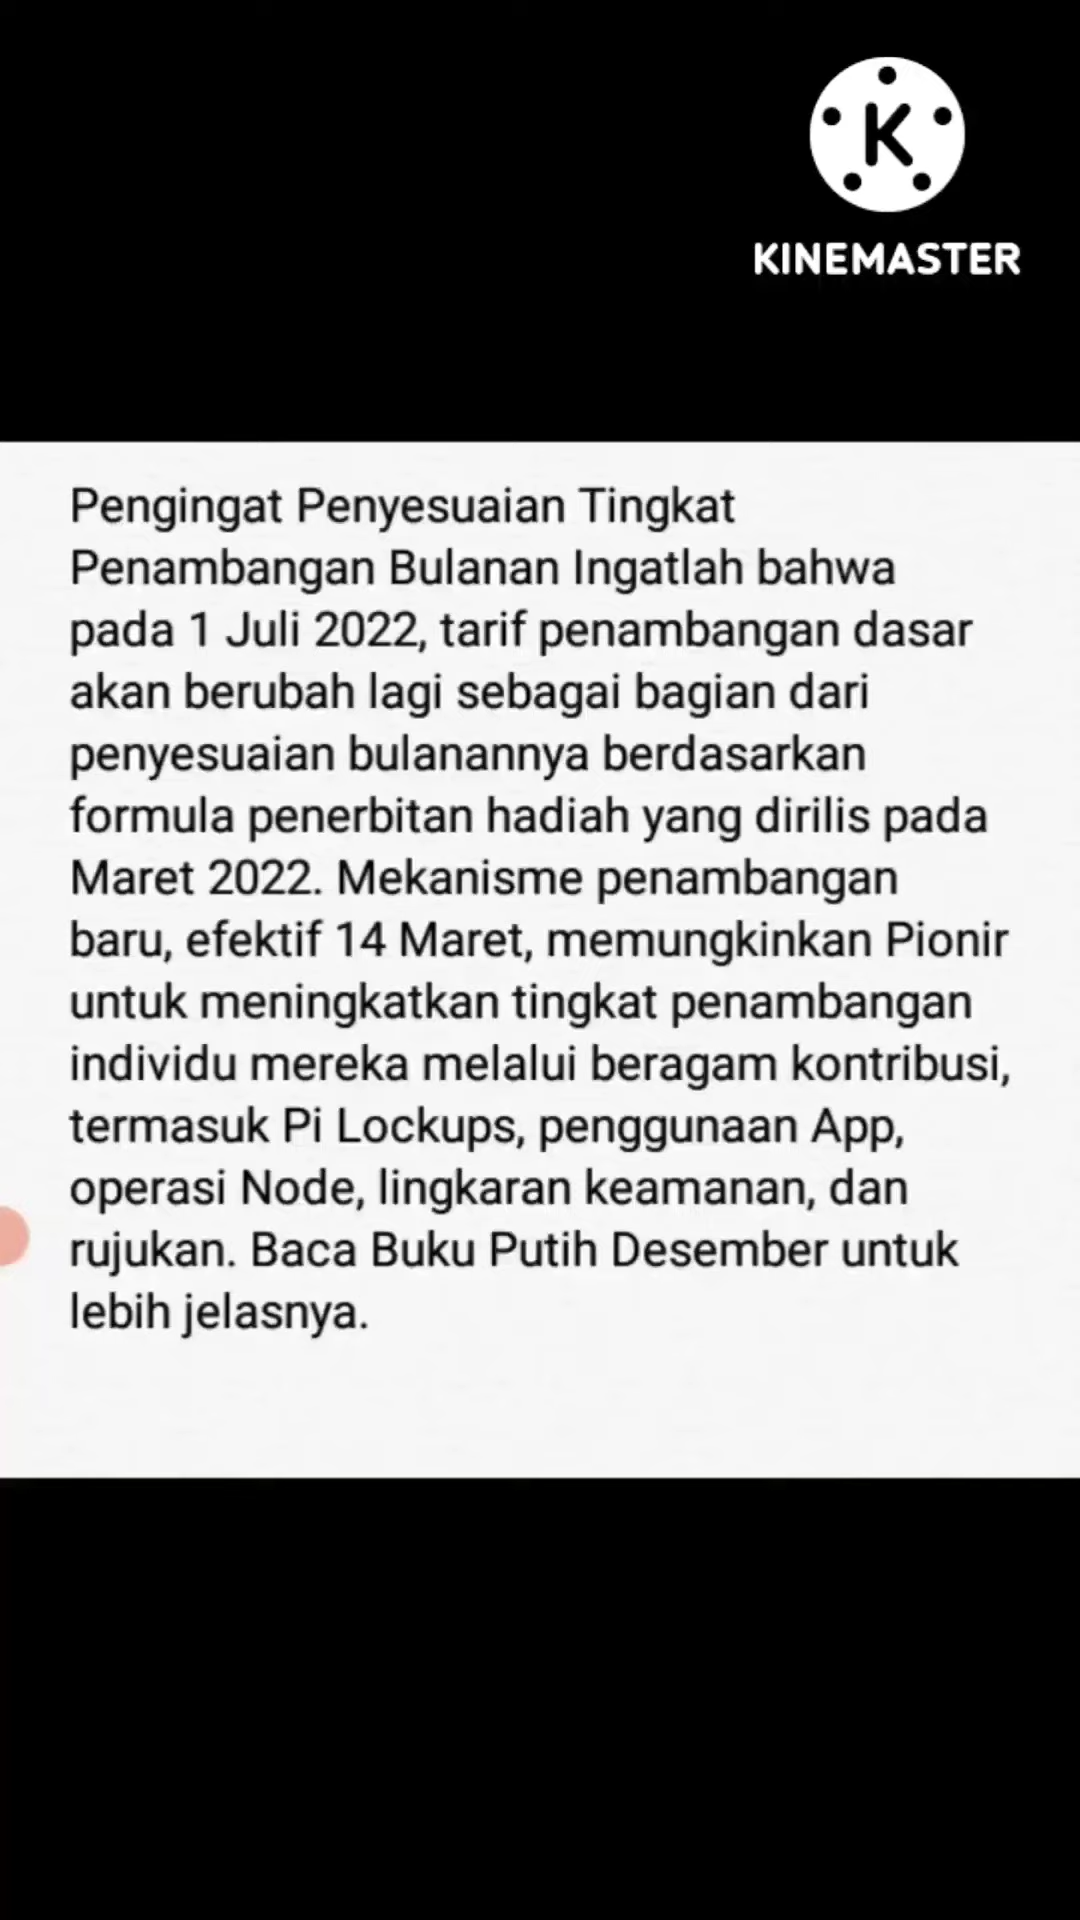 K
KINEMASTER
Pengingat Penyesuaian Tingkat
Penambangan Bulanan Ingatlah bahwa
pada 1 Juli 2022, tarif penambangan dasar
akan berubah lagi sebagai bagian dari
penyesuaian bulanannya berdasarkan
formula penerbitan hadiah yang dirilis pada
Maret 2022. Mekanisme penambangan
baru, efektif 14 Maret, memungkinkan Pionir
untuk meningkatkan tingkat penambangan
individu mereka melalui beragam kontribusi,
termasuk Pi Lockups, penggunaan App,
operasi Node, lingkaran keamanan, dan
rujukan. Baca Buku Putih Desember untuk
lebih jelasnya.